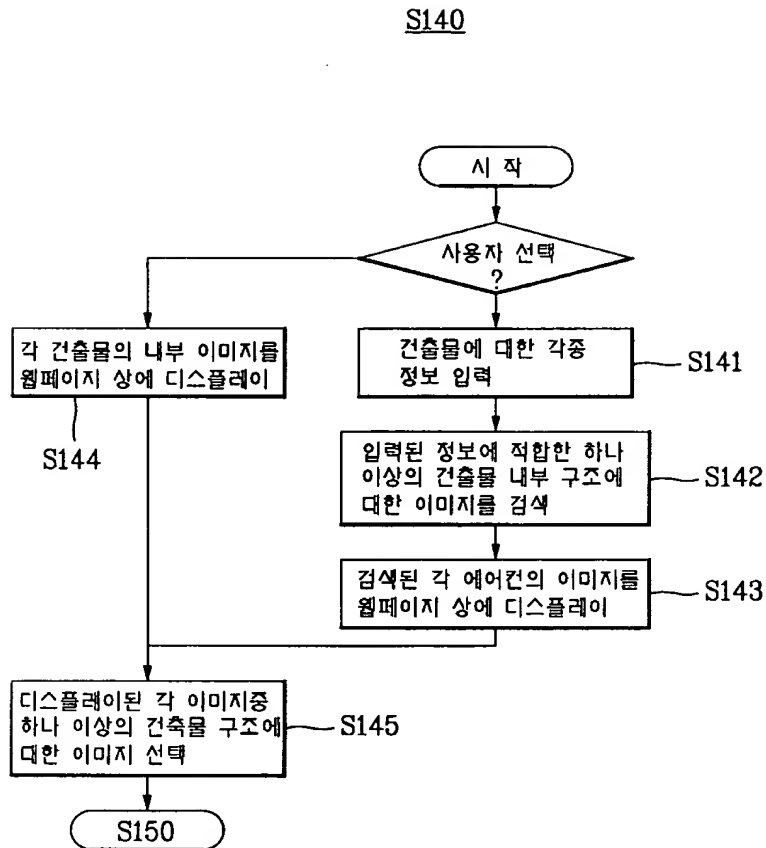 S140
시 작
사용자 선택
?
각 건출물의 내부 이미지를
웹페이지 상에 디스플레이
S144
건출물에 대한 각종
정보 입력
S141
입력된 정보에 적합한 하나
이상의 건출물 내부 구조에
대한 이미지를 검색
S142
검색된 각 에어컨의 이미지를
웹페이지 상에 디스플레이
S143
디스플레이된 각 이미지중
하나 이상의 건축물 구조에
대한 이미지 선택
S145
S150